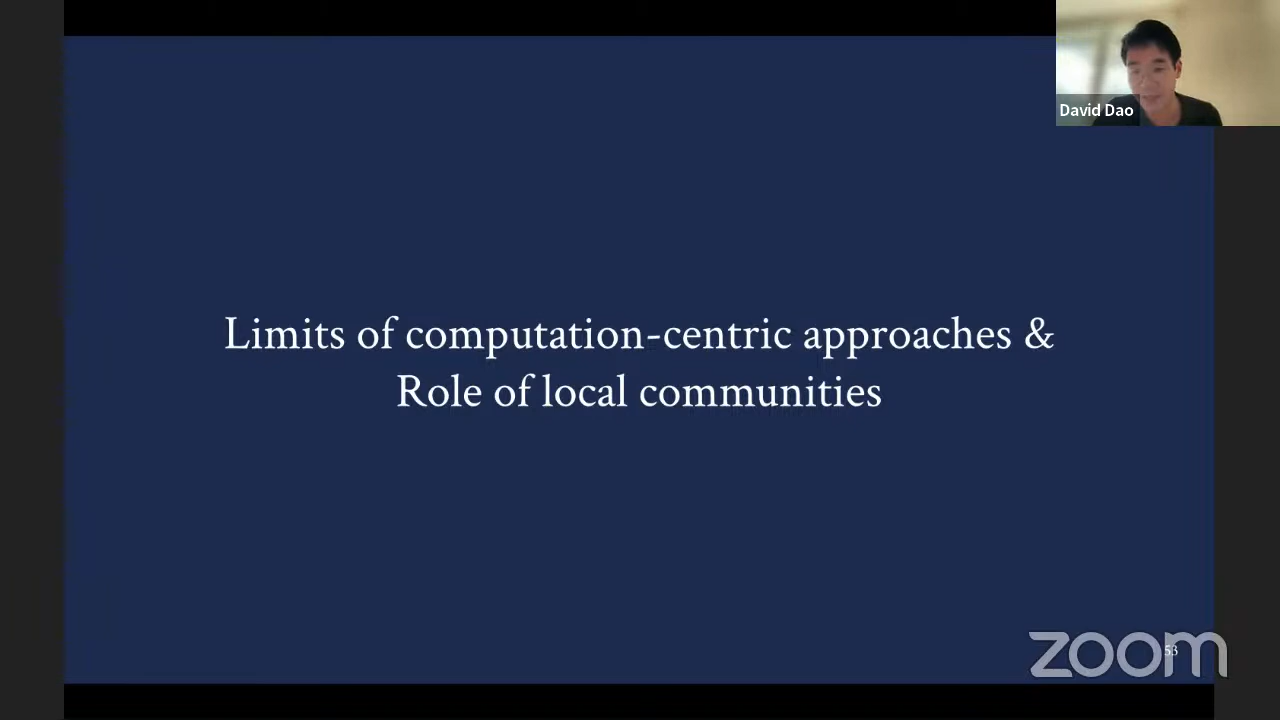 David Dao
Limits of computation-centric approaches &
Role of local communities
zoom
53